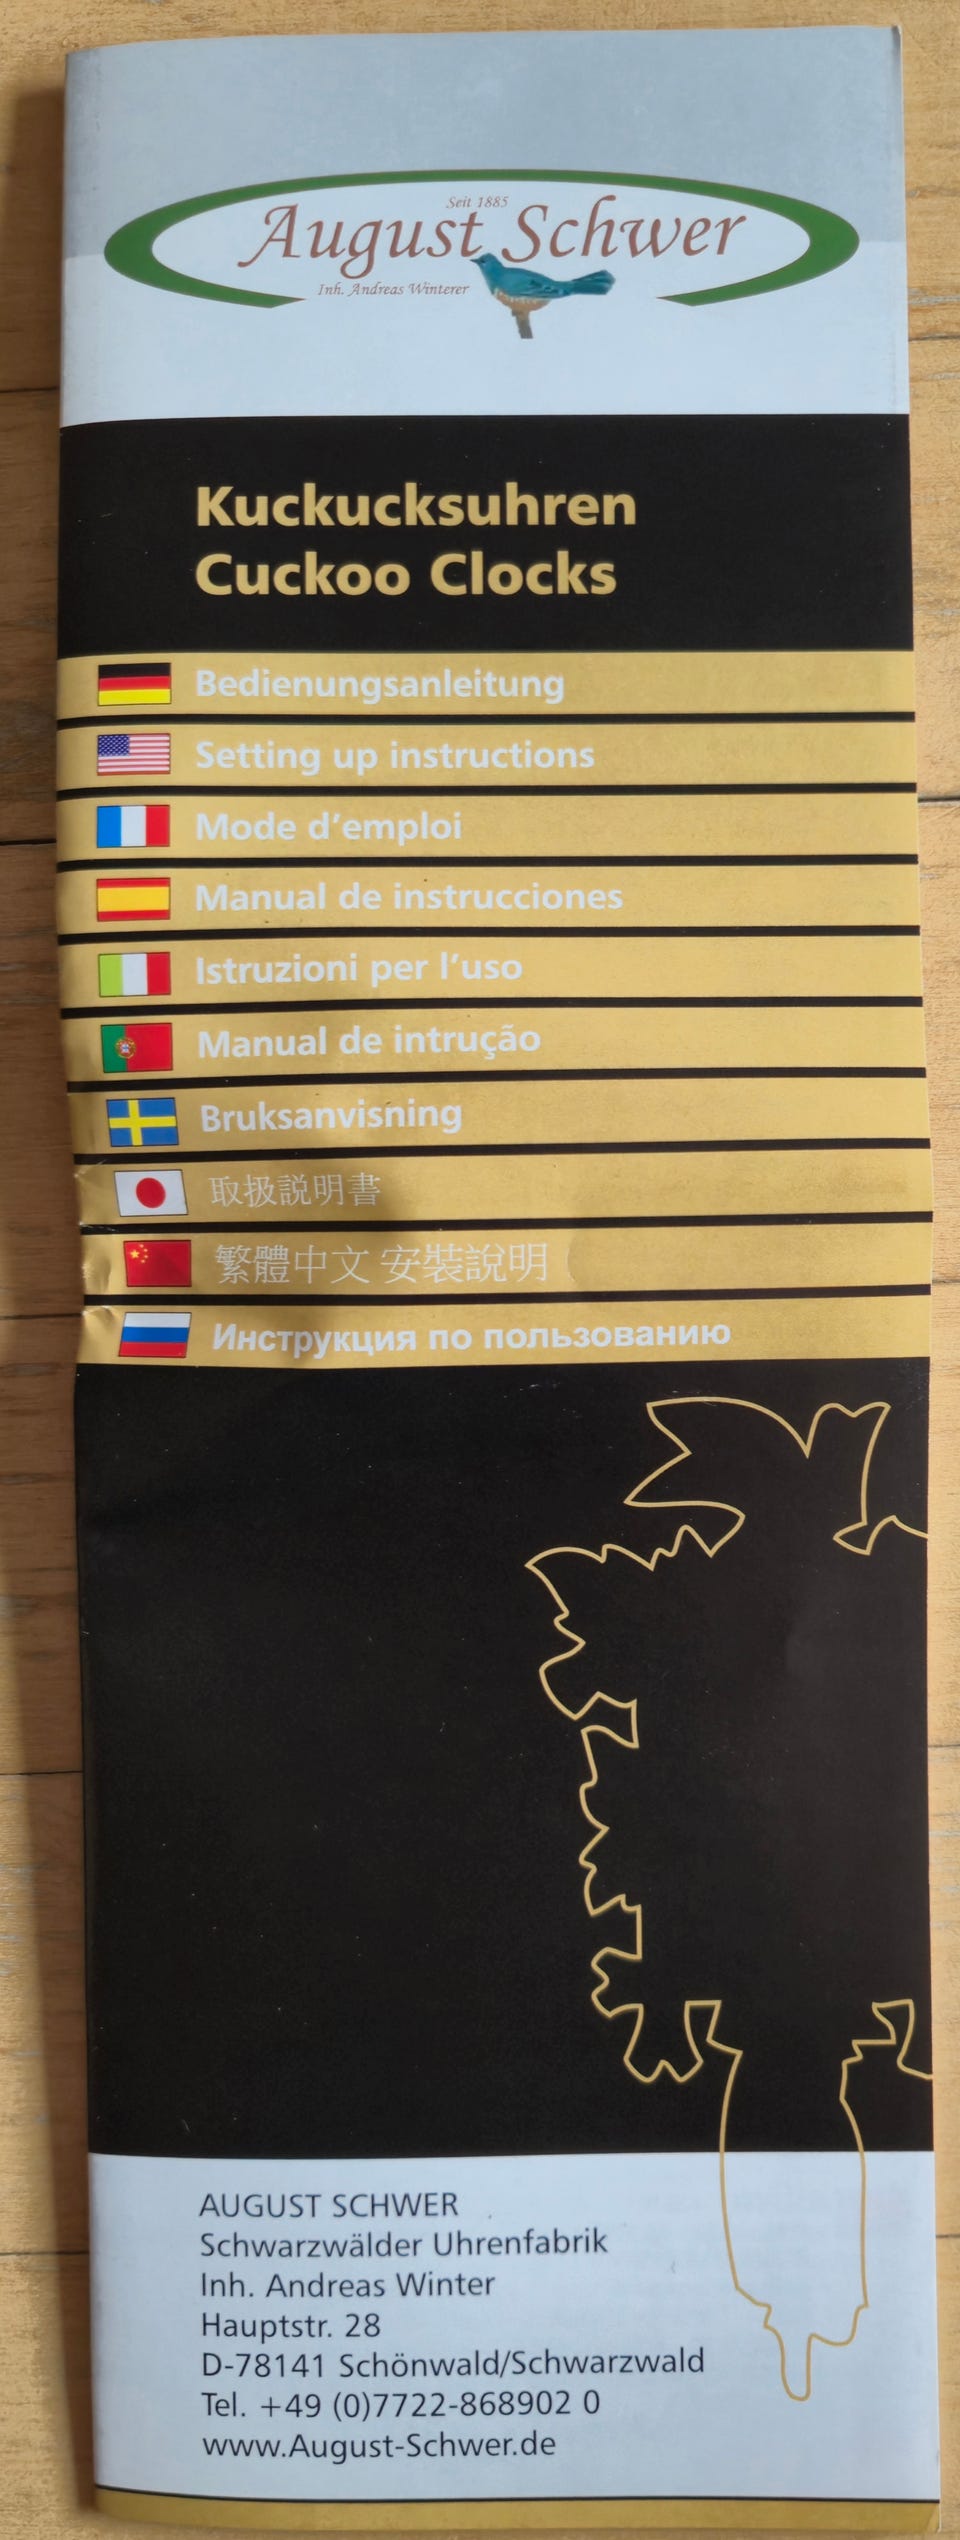 Seit 1885
August Schwer
Inh. Andreas Winterer
Kuckucksuhren
Cuckoo Clocks
Bedienungsanleitung
Setting up instructions
Mode d’emploi
Manual de instrucciones
Istruzioni per l’uso
Manual de intrução
Bruksanvisning
取扱説明書
繁體中文 安裝說明
Инструкция по пользованию
AUGUST SCHWER
Schwarzwälder Uhrenfabrik
Inh. Andreas Winter
Hauptstr. 28
D-78141 Schönwald/Schwarzwald
Tel. +49 (0)7722-868902 0
www.August-Schwer.de